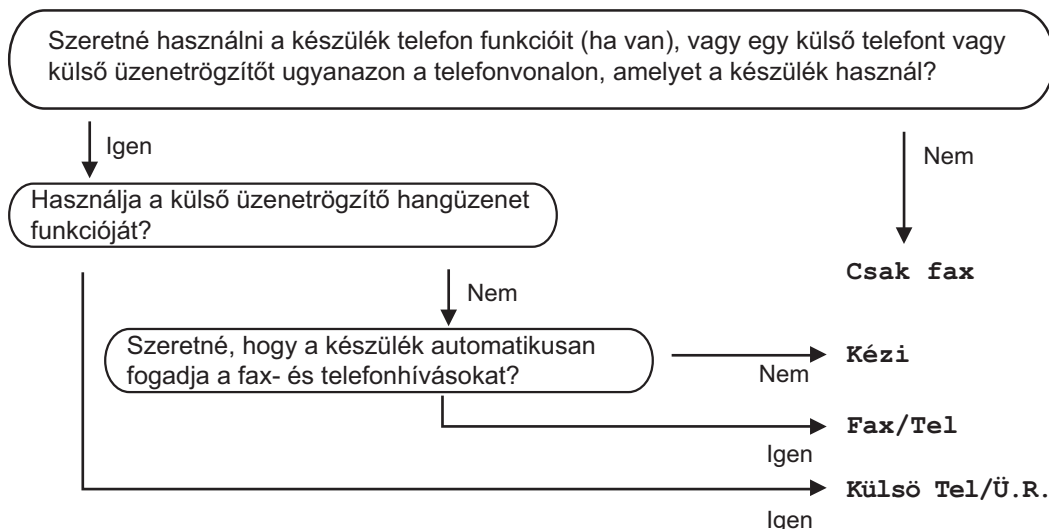 Szeretné használni a készülék telefon funkcióit (ha van), vagy egy külső telefont vagy
külső üzenetrögzítőt ugyanazon a telefonvonalon, amelyet a készülék használ?
Igen
Nem
Használja a külső üzenetrögzítő hangüzenet
funkcióját?
Csak fax
Nem
Szeretné, hogy a készülék automatikusan
fogadja a fax- és telefonhívásokat?
Kézi
Nem
Fax/Tel
Igen
Külsö Tel/Ü.R.
Igen